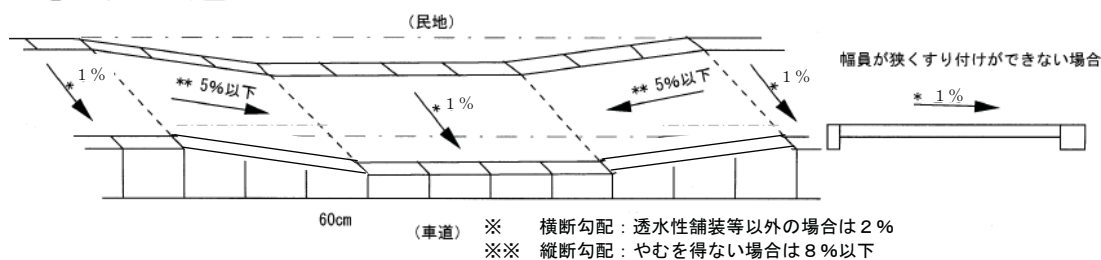 （民地）
幅員が狭くすり付けができない場合
* 1%
** 5%以下
* 1%
** 5%以下
* 1%
* 1%
60cm
（車道）
※ 横断勾配：透水性舗装等以外の場合は２％
※※ 縦断勾配：やむを得ない場合は８％以下